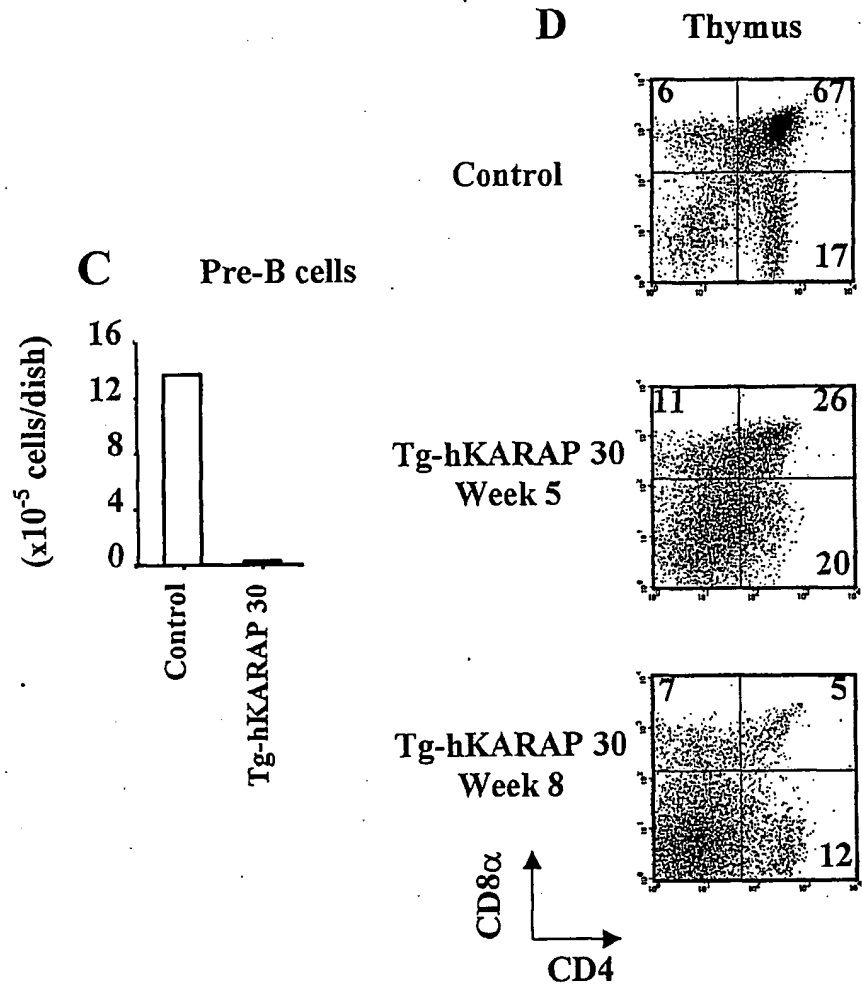 D Thymus
6 67
Control
17
C Pre-B cells
16
12
8
4
0
(x10⁻⁵ cells/dish)
Control
Tg-hKARAP 30
11 26
Tg-hKARAP 30
Week 5
20
7 5
Tg-hKARAP 30
Week 8
12
CD8α
CD4